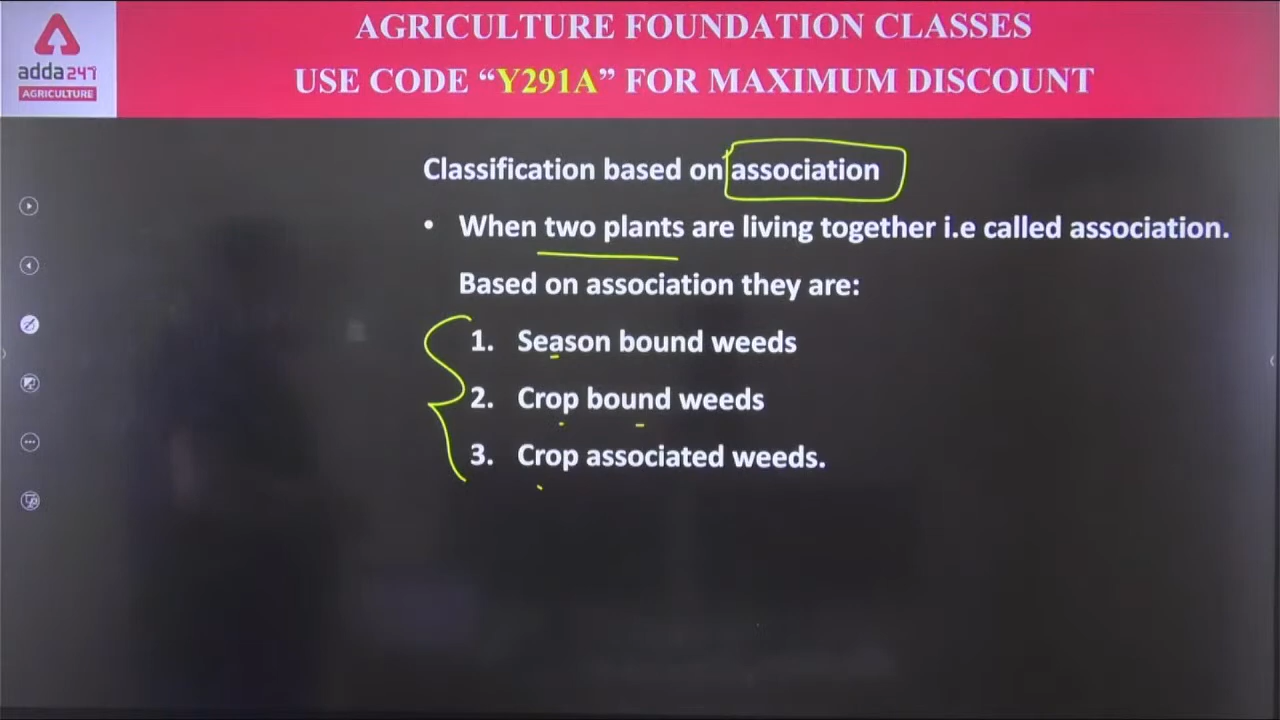 AGRICULTURE FOUNDATION CLASSES
USE CODE “Y291A” FOR MAXIMUM DISCOUNT
adda247
AGRICULTURE
Classification based on association
• When two plants are living together i.e called association.
Based on association they are:
1. Season bound weeds
2. Crop bound weeds
3. Crop associated weeds.